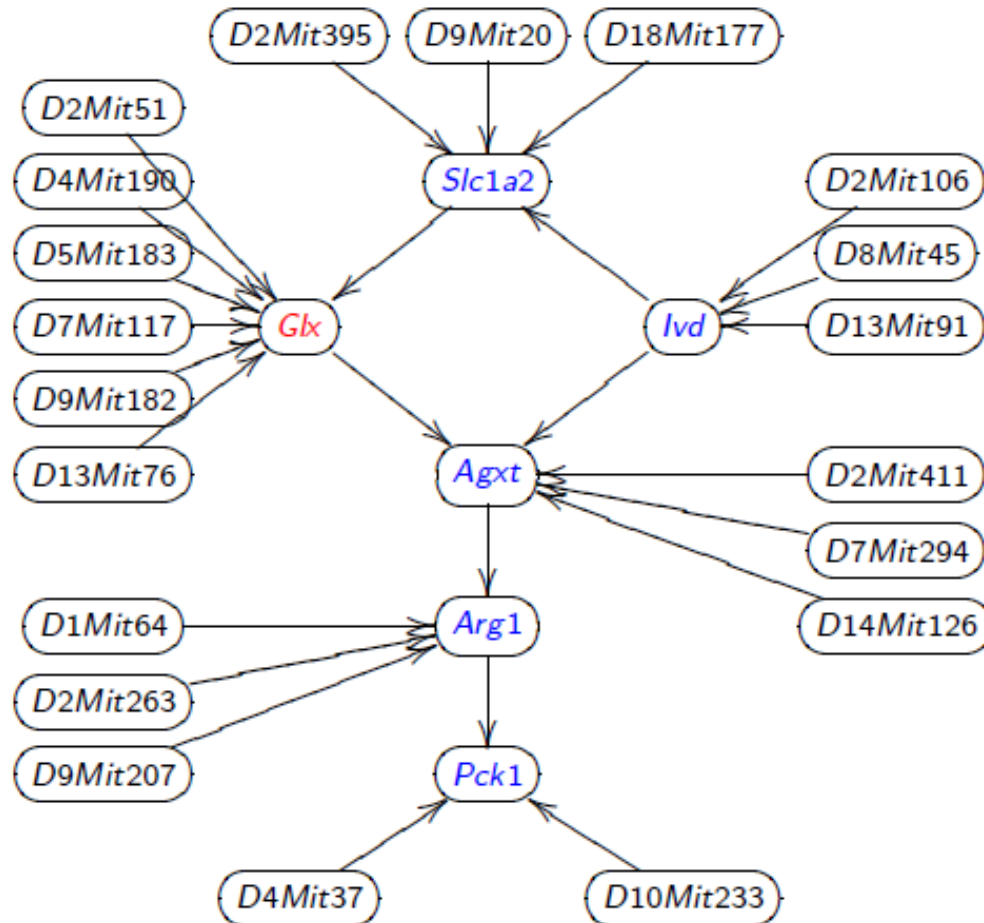 D2Mit395
D9Mit20
D18Mit177
D2Mit51
D4Mit190
Slc1a2
D2Mit106
D5Mit183
D8Mit45
D7Mit117
Glx
Ivd
D13Mit91
D9Mit182
D13Mit76
Agxt
D2Mit411
D7Mit294
D1Mit64
Arg1
D14Mit126
D2Mit263
D9Mit207
Pck1
D4Mit37
D10Mit233